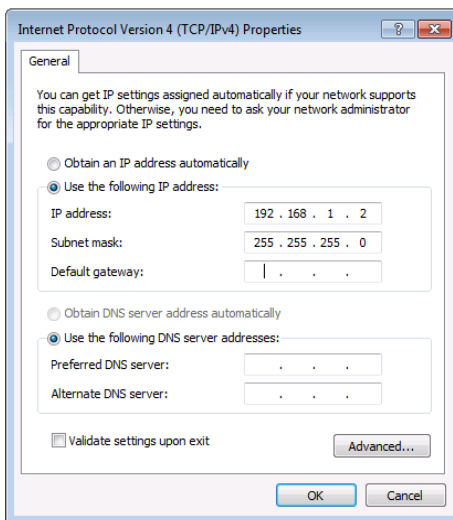 Internet Protocol Version 4 (TCP/IPv4) Properties
General
You can get IP settings assigned automatically if your network supports
this capability. Otherwise, you need to ask your network administrator
for the appropriate IP settings.
Obtain an IP address automatically
Use the following IP address:
IP address: 192 . 168 . 1 . 2
Subnet mask: 255 . 255 . 255 . 0
Default gateway: . . .
Obtain DNS server address automatically
Use the following DNS server addresses:
Preferred DNS server: . . .
Alternate DNS server: . . .
Validate settings upon exit
Advanced...
OK Cancel